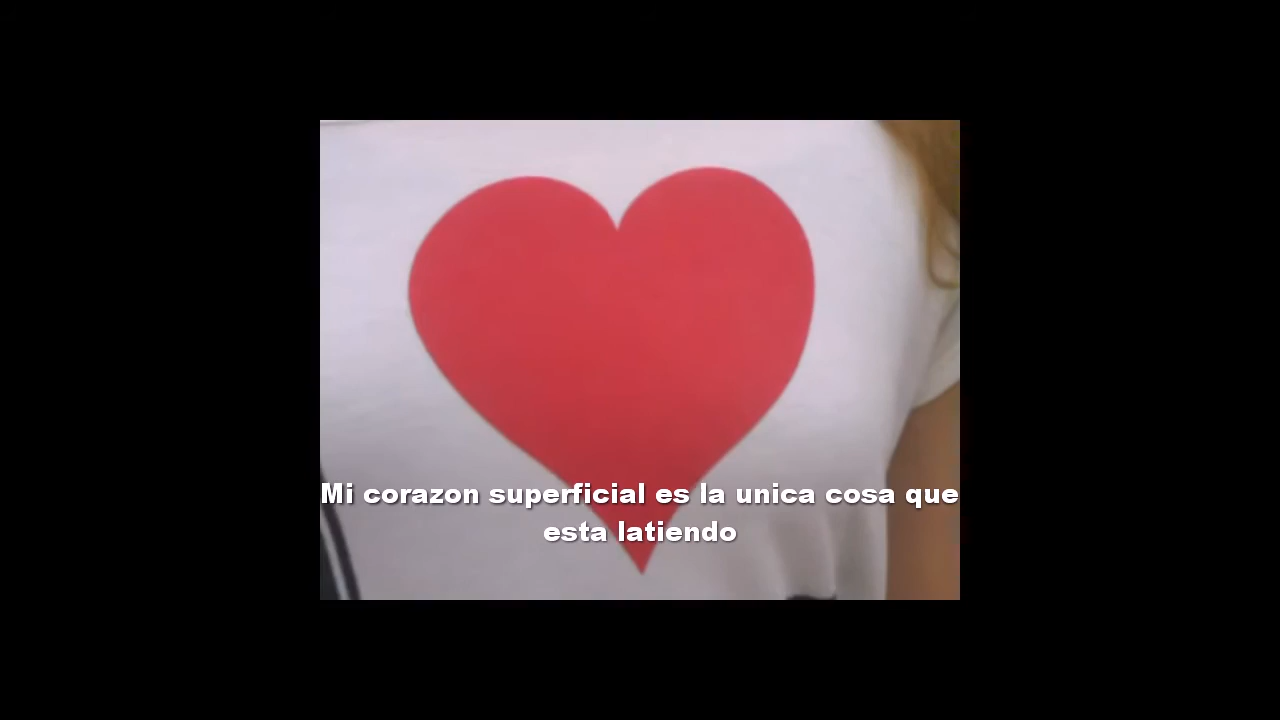 Mi corazon superficial es la unica cosa que
esta latiendo